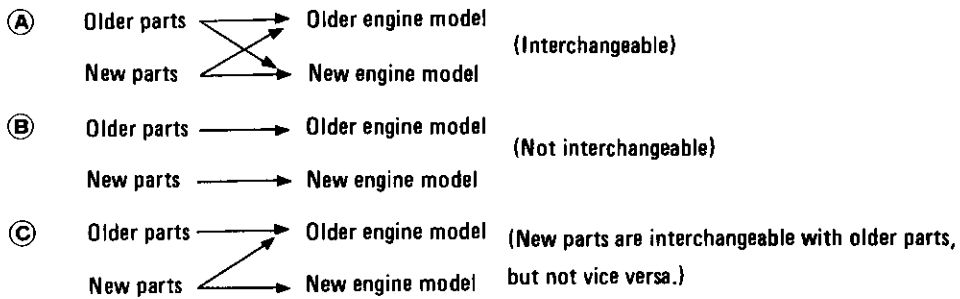 Ⓐ Older parts Older engine model
(Interchangeable)
New parts New engine model
Ⓑ Older parts Older engine model
(Not interchangeable)
New parts New engine model
Ⓒ Older parts Older engine model (New parts are interchangeable with older parts,
New parts New engine model but not vice versa.)